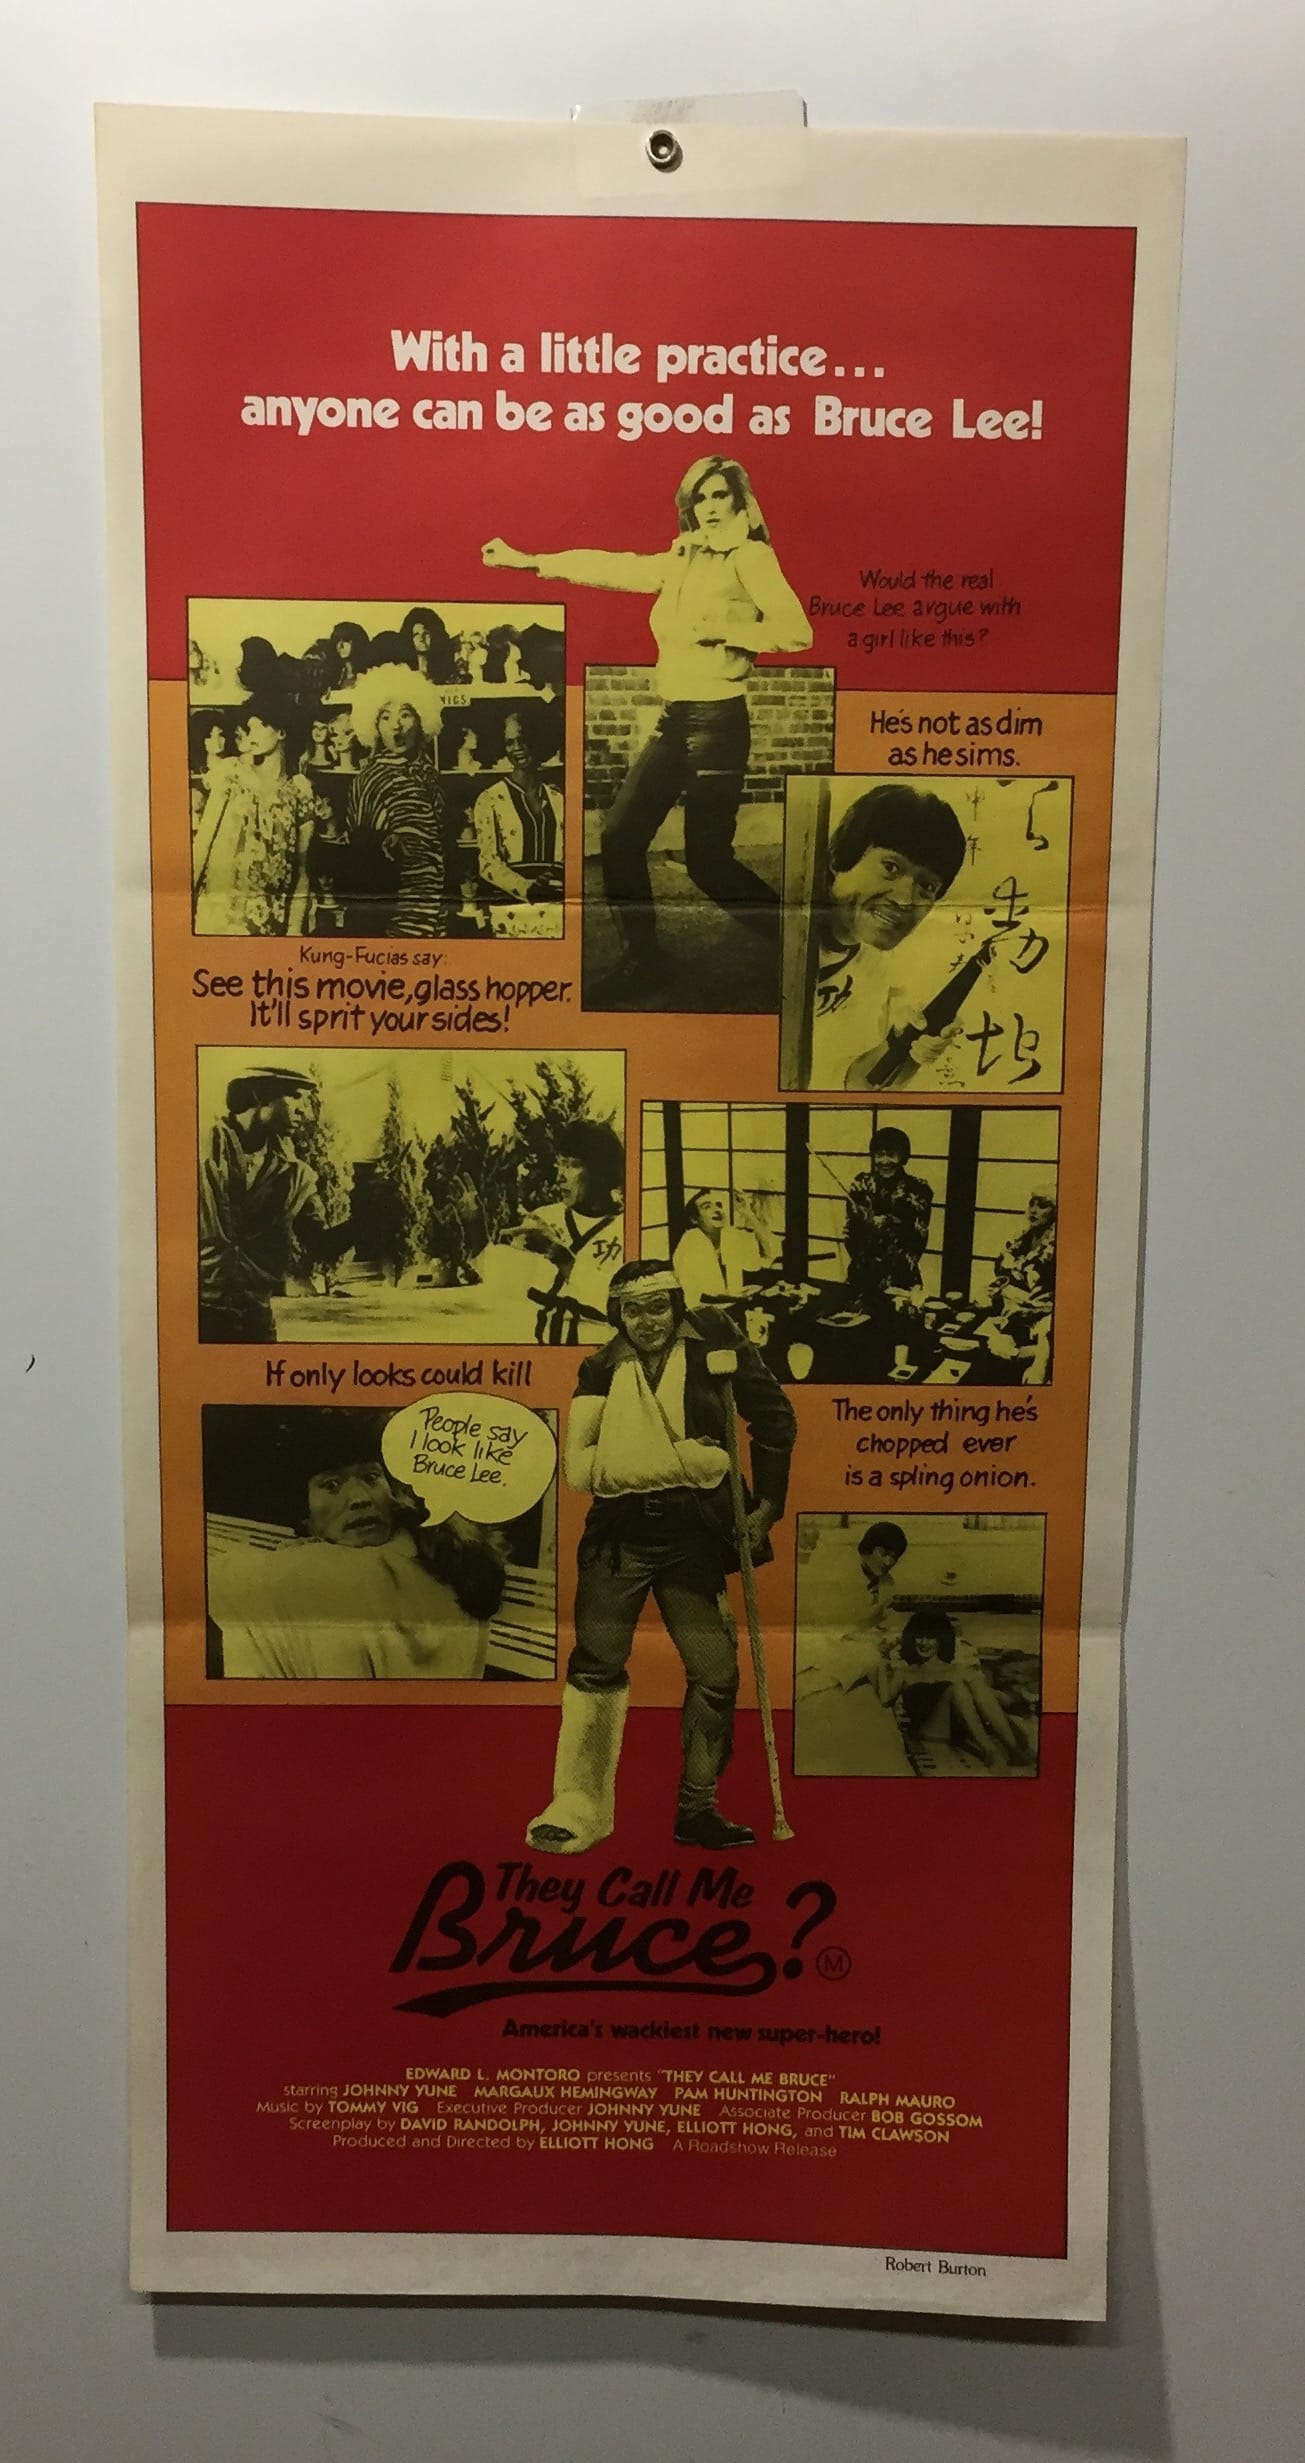 With a little practice...
anyone can be as good as Bruce Lee!
Would the real
Bruce Lee argue with
a girl like this?
WIGS
He's not as dim
as he sims.
Kung-Fucias say:
See this movie, glass hopper.
It'll sprit your sides!
功
功
If only looks could kill
People say
I look like
Bruce Lee.
The only thing he's
chopped ever
is a spling onion.
They Call Me
Bruce?
M
America's wackiest new super-hero!
EDWARD L. MONTORO presents "THEY CALL ME BRUCE"
starring JOHNNY YUNE MARGAUX HEMINGWAY PAM HUNTINGTON RALPH MAURO
Music by TOMMY VIG Executive Producer JOHNNY YUNE Associate Producer BOB GOSSOM
Screenplay by DAVID RANDOLPH, JOHNNY YUNE, ELLIOTT HONG, and TIM CLAWSON
Produced and Directed by ELLIOTT HONG A Roadshow Release
Robert Burton